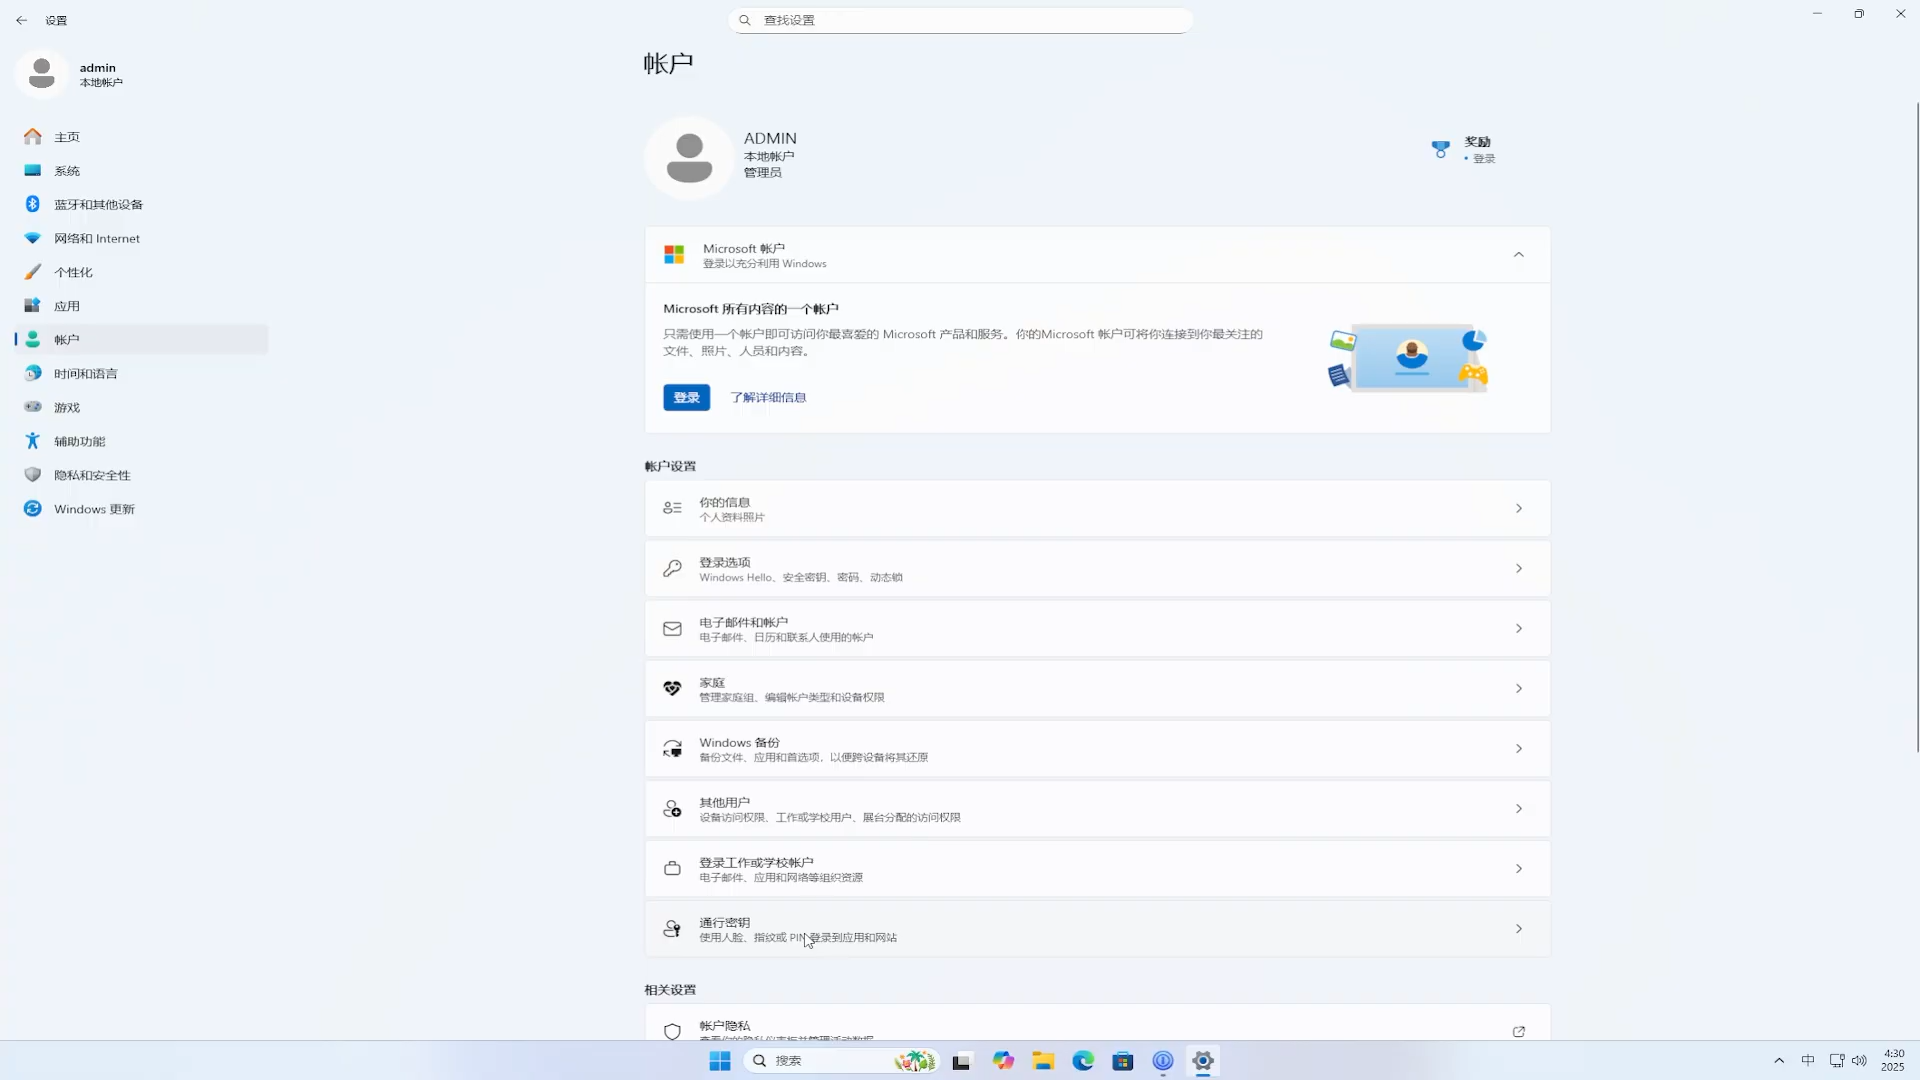 设置
查找设置
admin
本地帐户
主页
系统
蓝牙和其他设备
网络和 Internet
个性化
应用
帐户
时间和语言
游戏
辅助功能
隐私和安全性
Windows 更新
帐户
ADMIN
本地帐户
管理员
奖励
• 登录
Microsoft 帐户
登录以充分利用 Windows
Microsoft 所有内容的一个帐户
只需使用一个帐户即可访问你最喜爱的 Microsoft 产品和服务。你的Microsoft 帐户可将你连接到你最关注的
文件、照片、人员和内容。
登录
了解详细信息
帐户设置
你的信息
个人资料照片
登录选项
Windows Hello、安全密钥、密码、动态锁
电子邮件和帐户
电子邮件、日历和联系人使用的帐户
家庭
管理家庭组、编辑帐户类型和设备权限
Windows 备份
备份文件、应用和首选项，以便跨设备将其还原
其他用户
设备访问权限、工作或学校用户、展台分配的访问权限
登录工作或学校帐户
电子邮件、应用和网络等组织资源
通行密钥
使用人脸、指纹或 PIN 登录到应用和网站
相关设置
帐户隐私
搜索
中
4:30
2025